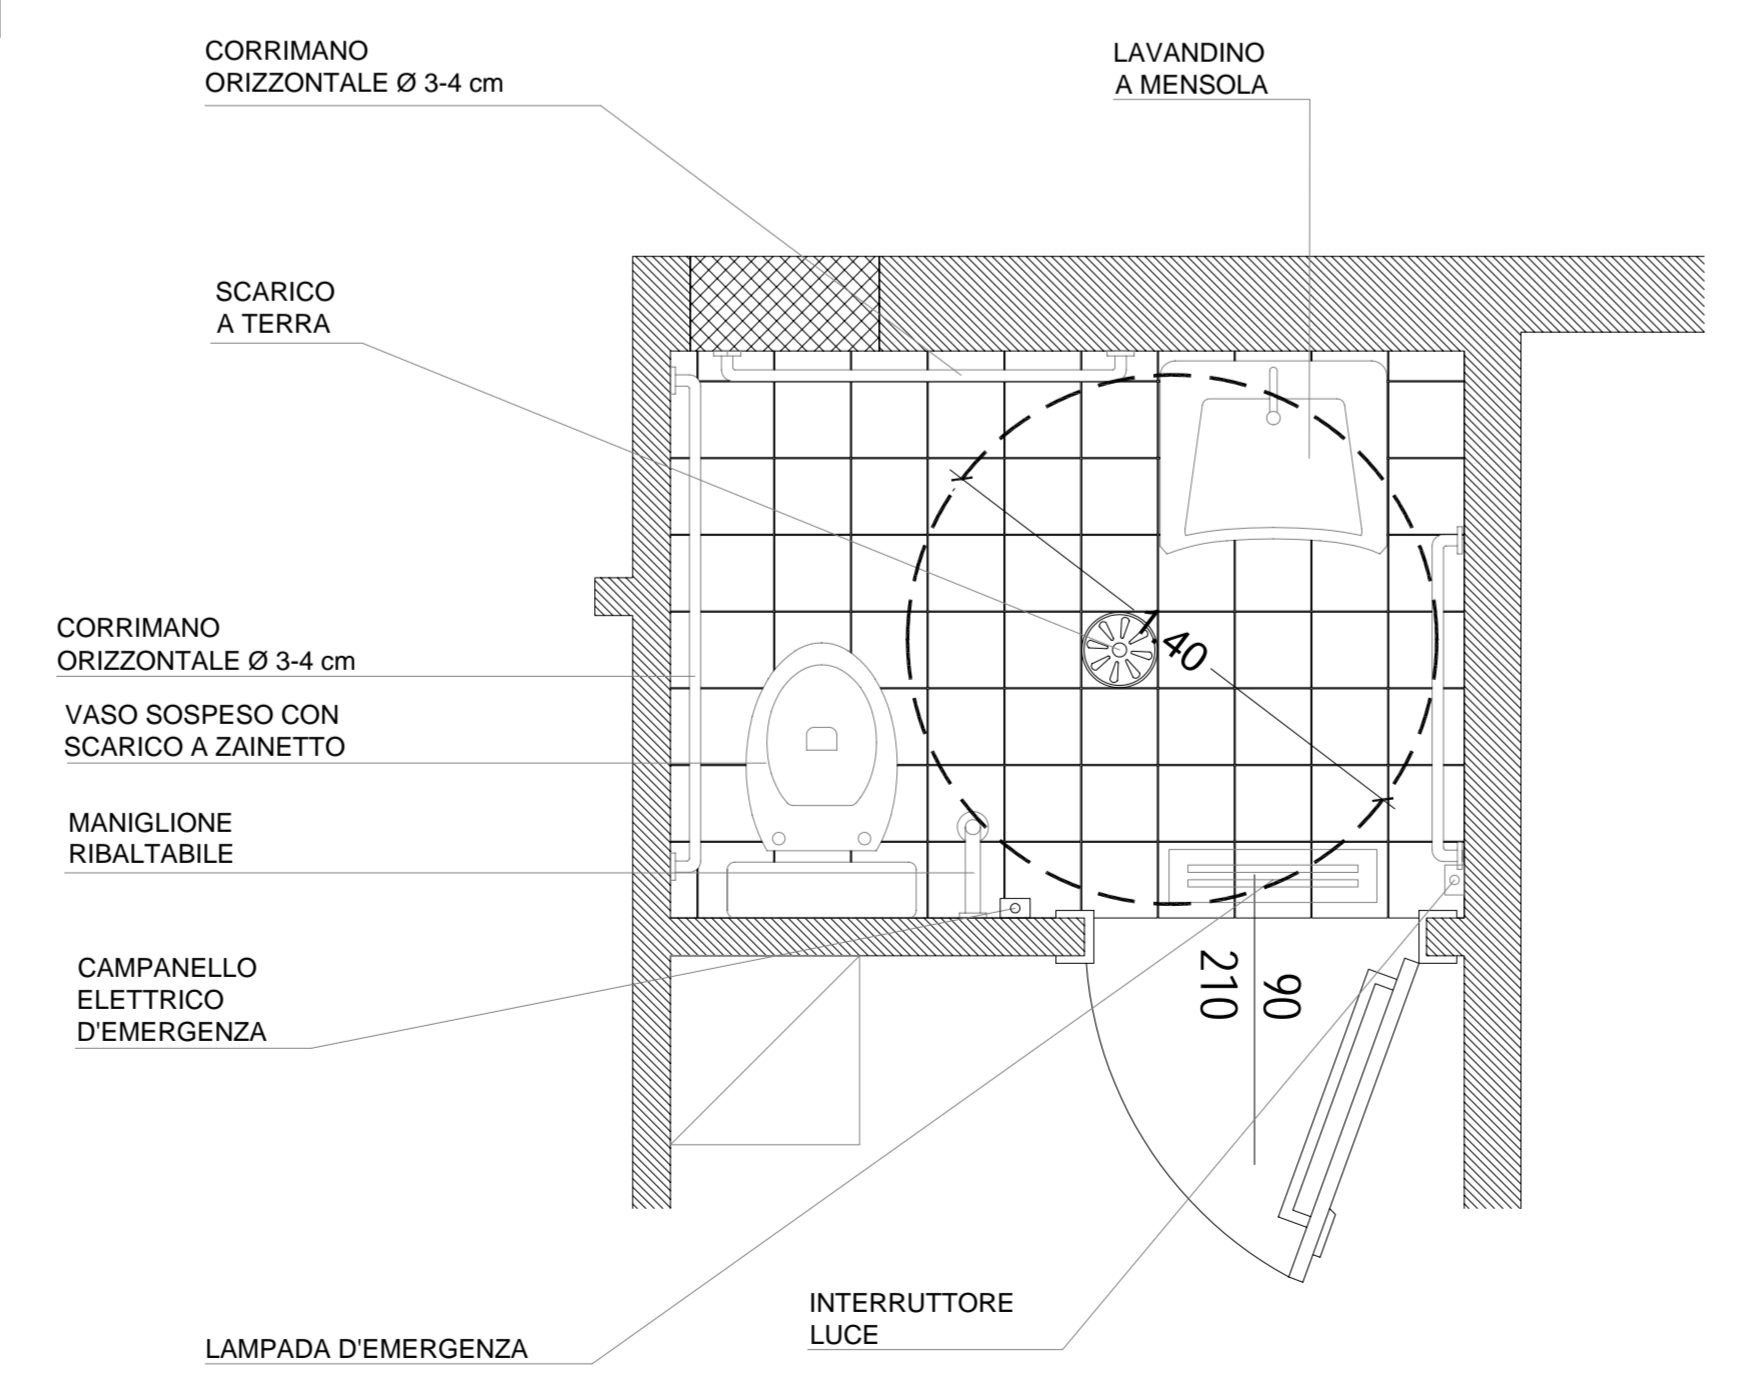 CORRIMANO
ORIZZONTALE Ø 3-4 cm
LAVANDINO
A MENSOLA
SCARICO
A TERRA
CORRIMANO
ORIZZONTALE Ø 3-4 cm
VASO SOSPESO CON
SCARICO A ZAINETTO
MANIGLIONE
RIBALTABILE
1.40
CAMPANELLO
ELETTRICO
D'EMERGENZA
90
210
INTERRUTTORE
LUCE
LAMPADA D'EMERGENZA